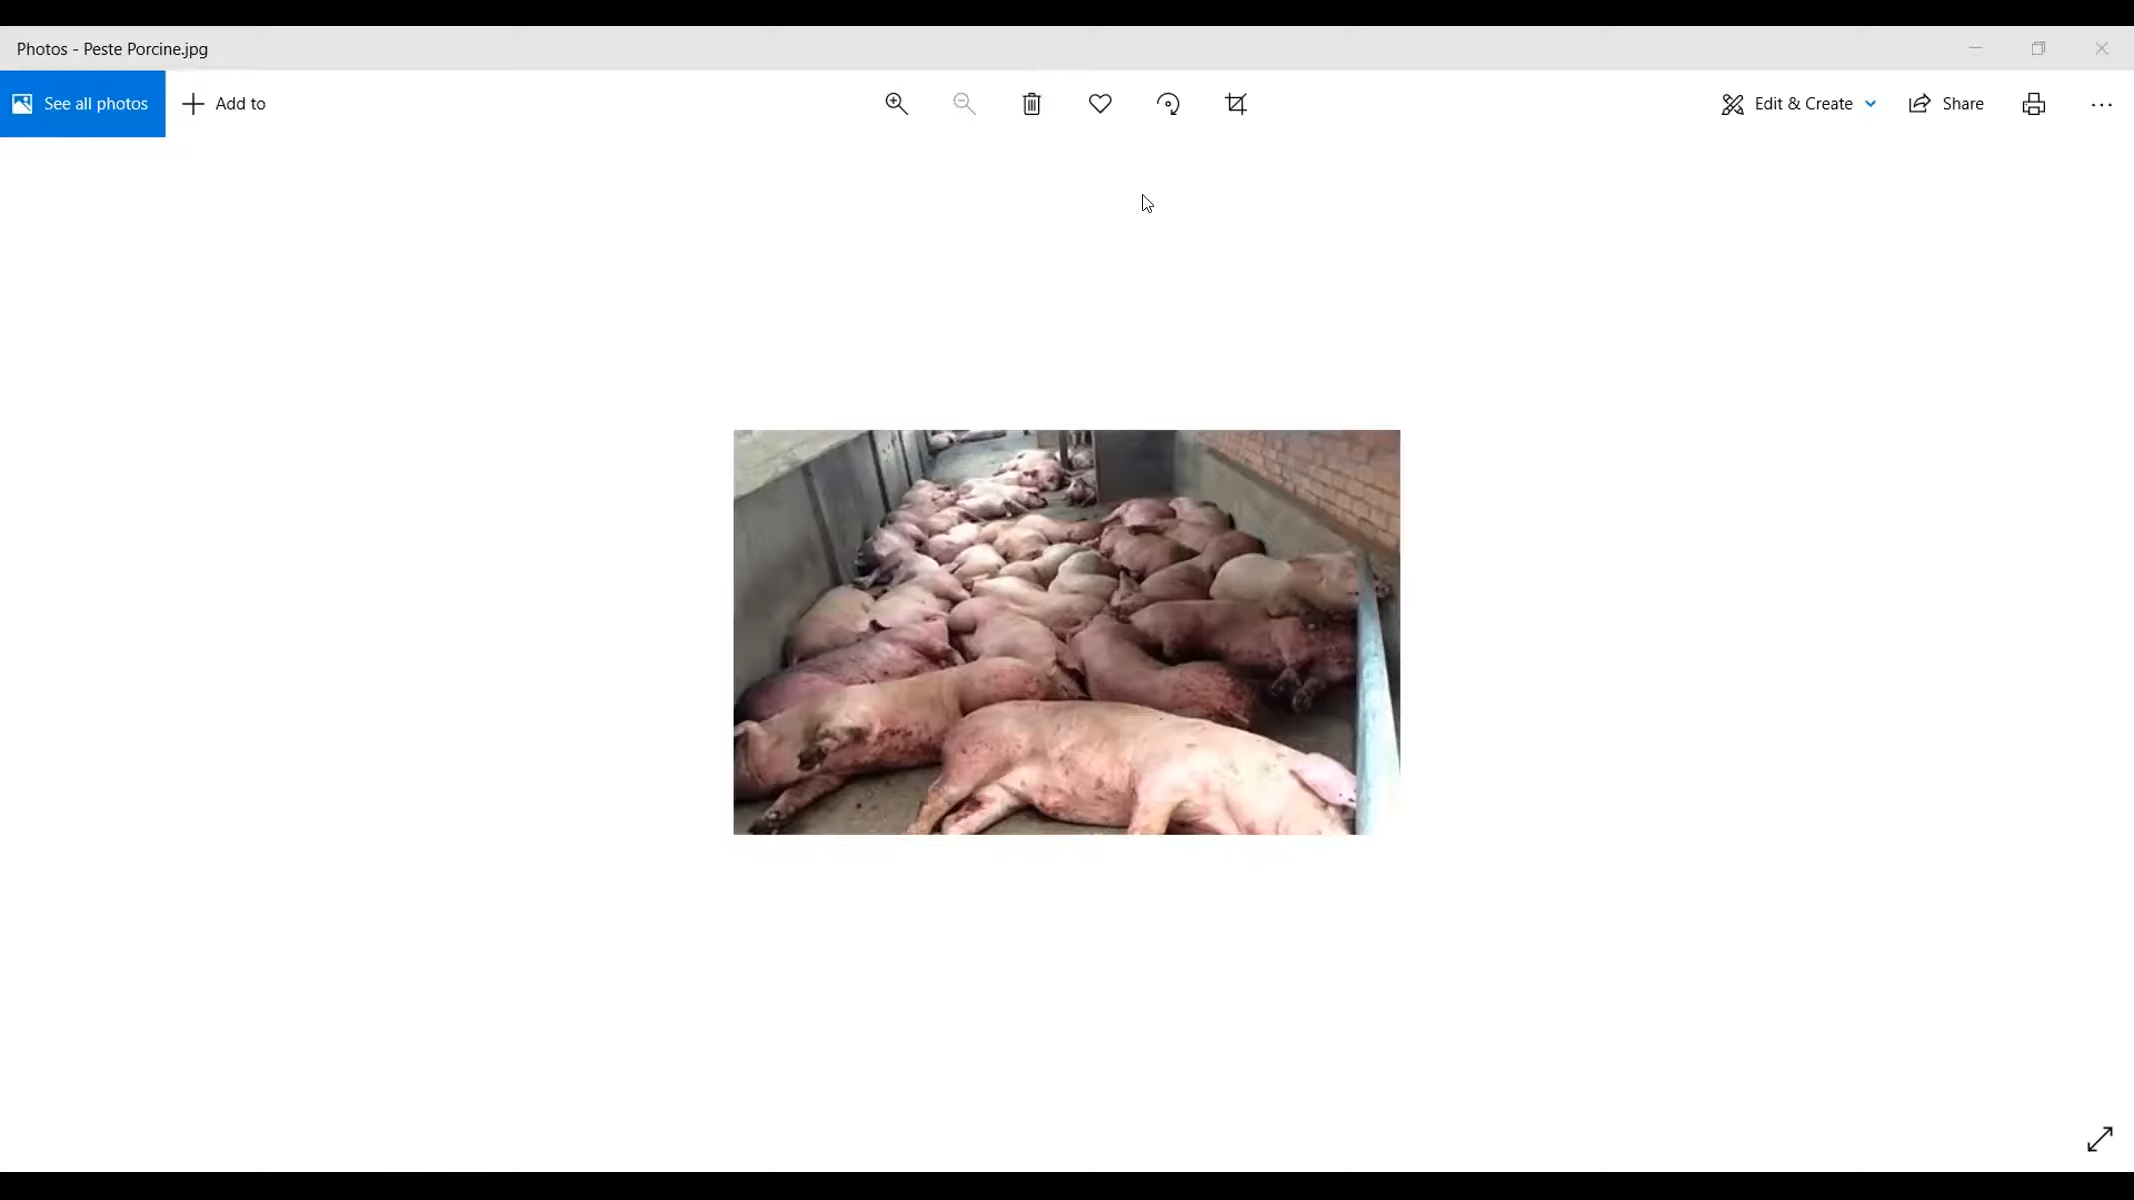 Photos - Peste Porcine.jpg
See all photos
Add to
Edit & Create
Share